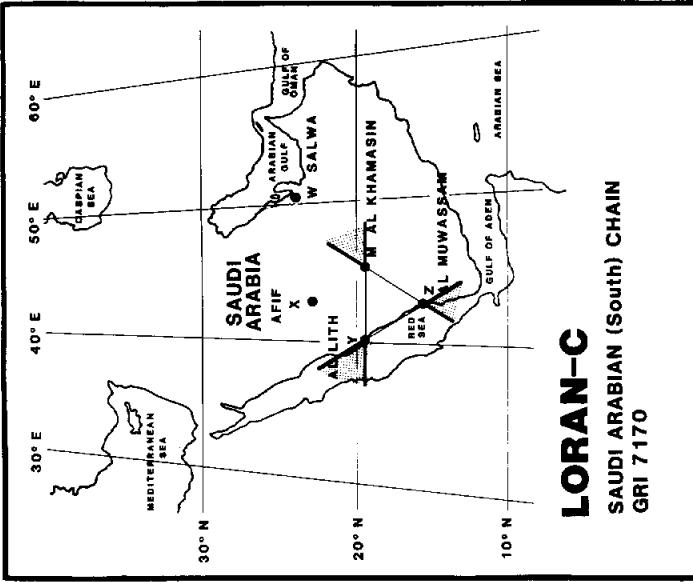 30° E
40° E
50° E
60° E
CASPIAN
SEA
MEDITERRANEAN
SEA
30° N
SAUDI
ARABIA
AFIF
X
ARABIAN
GULF
GULF OF
OMAN
W SALWA
AL LITH
Y
20° N
M AL KHAMASIN
RED
SEA
Z
AL MUWASSAM
GULF OF ADEN
ARABIAN SEA
10° N
LORAN-C
SAUDI ARABIAN (South) CHAIN
GRI 7170